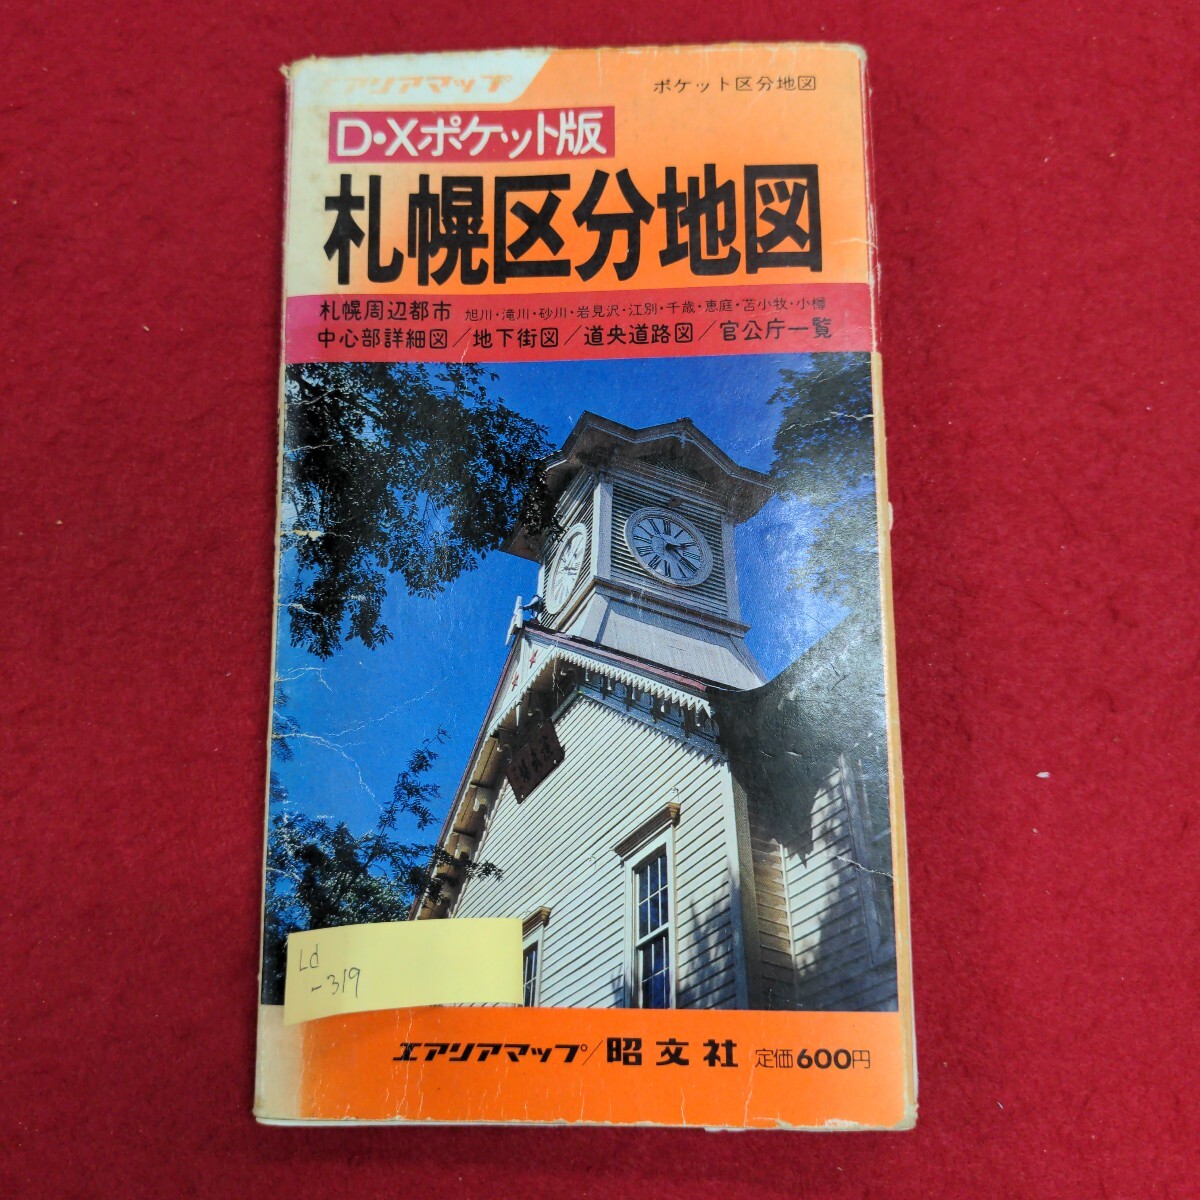 エアリアマップ
ポケット区分地図
D・Xポケット版
札幌区分地図
札幌周辺都市 旭川・滝川・砂川・岩見沢・江別・千歳・恵庭・苫小牧・小樽
中心部詳細図/地下街図/道央道路図/官公庁一覧
Ld
-319
エアリアマップ/昭文社 定価600円